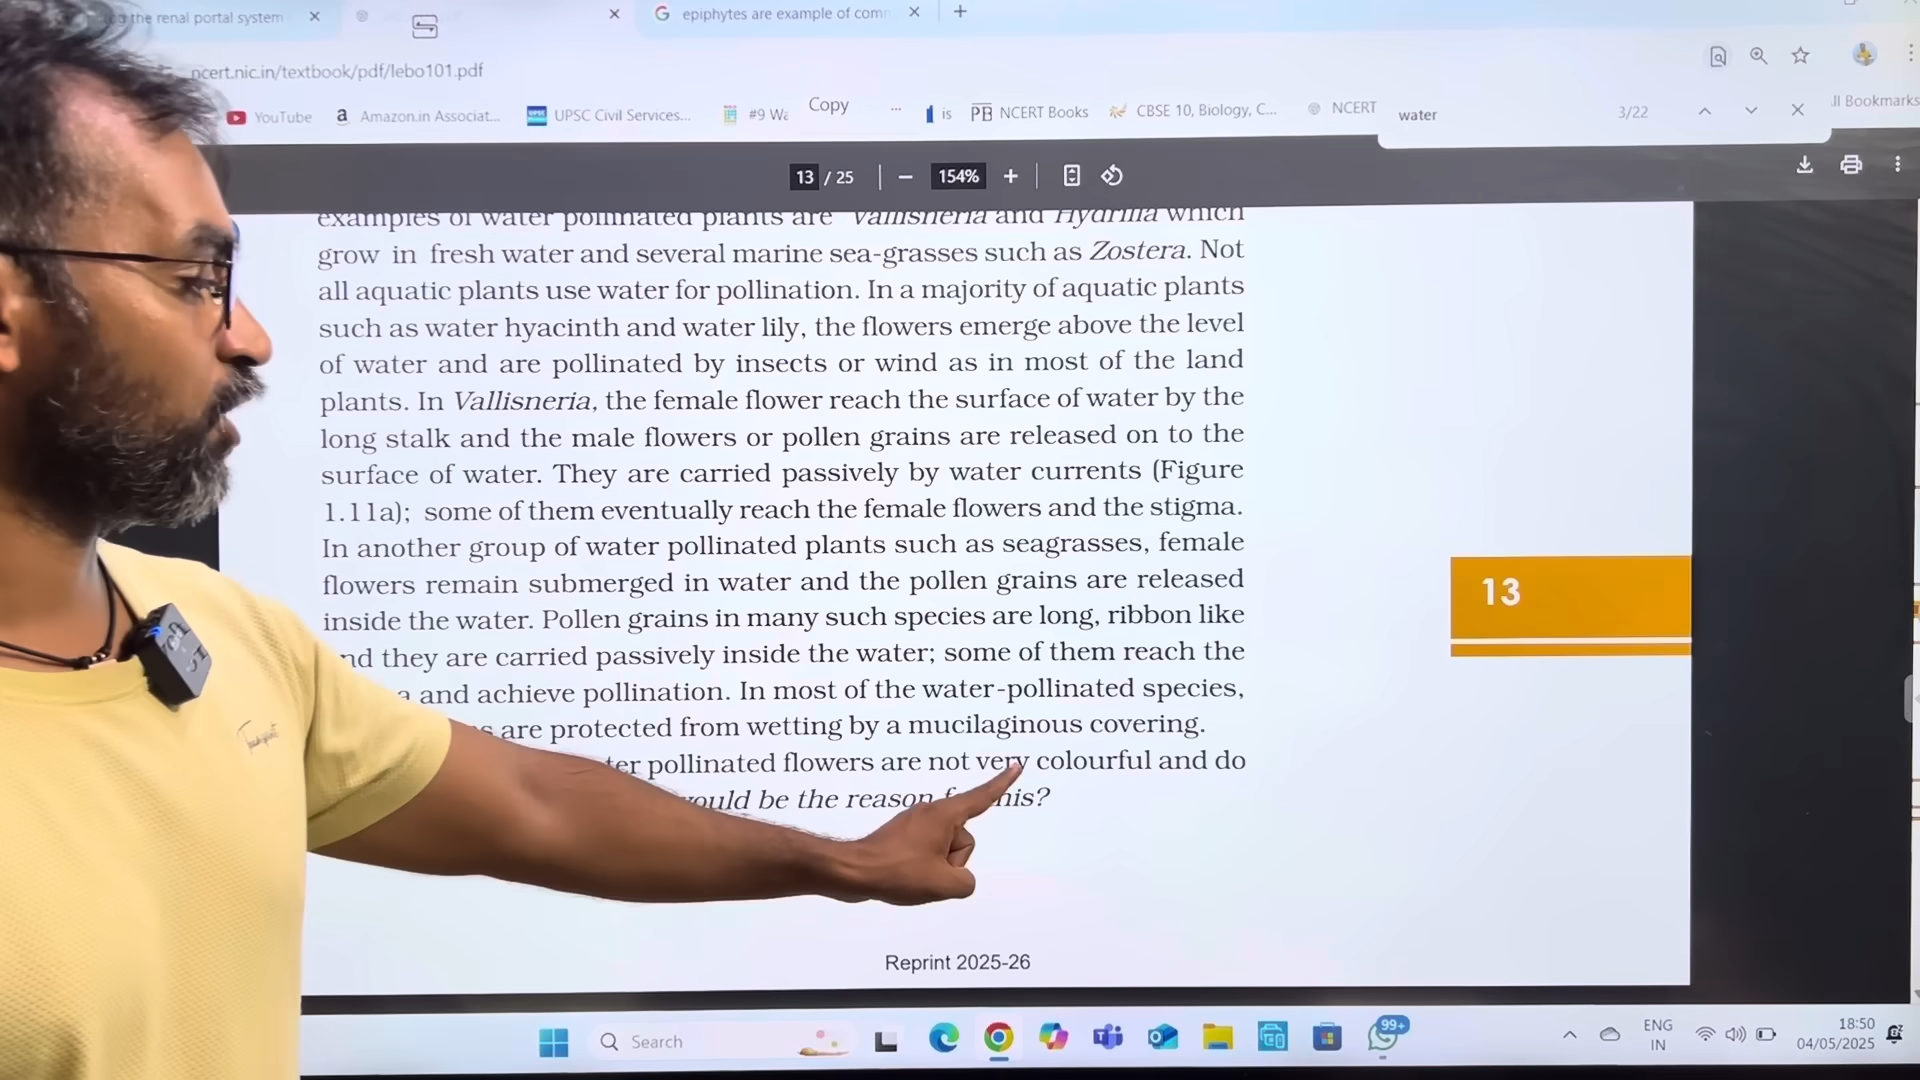 the renal portal system
epiphytes are example of com
ncert.nic.in/textbook/pdf/lebo101.pdf
YouTube
Amazon.in Associat...
UPSC Civil Services...
#9 Wa
Copy
...
is
NCERT Books
CBSE 10, Biology, C...
NCERT
water
3/22
ll Bookmarks
13 / 25
154%
examples of water pollinated plants are Vallisneria and Hydrilla which
grow in fresh water and several marine sea-grasses such as Zostera. Not
all aquatic plants use water for pollination. In a majority of aquatic plants
such as water hyacinth and water lily, the flowers emerge above the level
of water and are pollinated by insects or wind as in most of the land
plants. In Vallisneria, the female flower reach the surface of water by the
long stalk and the male flowers or pollen grains are released on to the
surface of water. They are carried passively by water currents (Figure
1.11a); some of them eventually reach the female flowers and the stigma.
In another group of water pollinated plants such as seagrasses, female
flowers remain submerged in water and the pollen grains are released
inside the water. Pollen grains in many such species are long, ribbon like
nd they are carried passively inside the water; some of them reach the
a and achieve pollination. In most of the water-pollinated species,
s are protected from wetting by a mucilaginous covering.
ter pollinated flowers are not very colourful and do
ould be the reason f his?
13
Reprint 2025-26
Search
99+
ENG
IN
18:50
04/05/2025